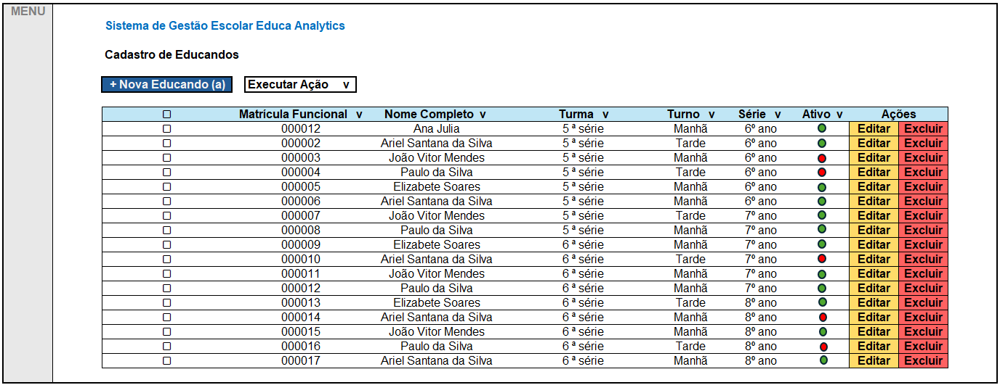 MENU
Sistema de Gestão Escolar Educa Analytics
Cadastro de Educandos
+ Nova Educando (a) Executar Ação v
Matrícula Funcional v Nome Completo v Turma v Turno v Série v Ativo v Ações
000012 Ana Julia 5 ª série Manhã 6º ano Editar Excluir
000002 Ariel Santana da Silva 5 ª série Tarde 6º ano Editar Excluir
000003 João Vitor Mendes 5 ª série Manhã 6º ano Editar Excluir
000004 Paulo da Silva 5 ª série Tarde 6º ano Editar Excluir
000005 Elizabete Soares 5 ª série Manhã 6º ano Editar Excluir
000006 Ariel Santana da Silva 5 ª série Manhã 6º ano Editar Excluir
000007 João Vitor Mendes 5 ª série Tarde 7º ano Editar Excluir
000008 Paulo da Silva 5 ª série Manhã 7º ano Editar Excluir
000009 Elizabete Soares 6 ª série Manhã 7º ano Editar Excluir
000010 Ariel Santana da Silva 6 ª série Tarde 7º ano Editar Excluir
000011 João Vitor Mendes 6 ª série Manhã 7º ano Editar Excluir
000012 Paulo da Silva 6 ª série Manhã 7º ano Editar Excluir
000013 Elizabete Soares 6 ª série Tarde 8º ano Editar Excluir
000014 Ariel Santana da Silva 6 ª série Manhã 8º ano Editar Excluir
000015 João Vitor Mendes 6 ª série Manhã 8º ano Editar Excluir
000016 Paulo da Silva 6 ª série Tarde 8º ano Editar Excluir
000017 Ariel Santana da Silva 6 ª série Manhã 8º ano Editar Excluir